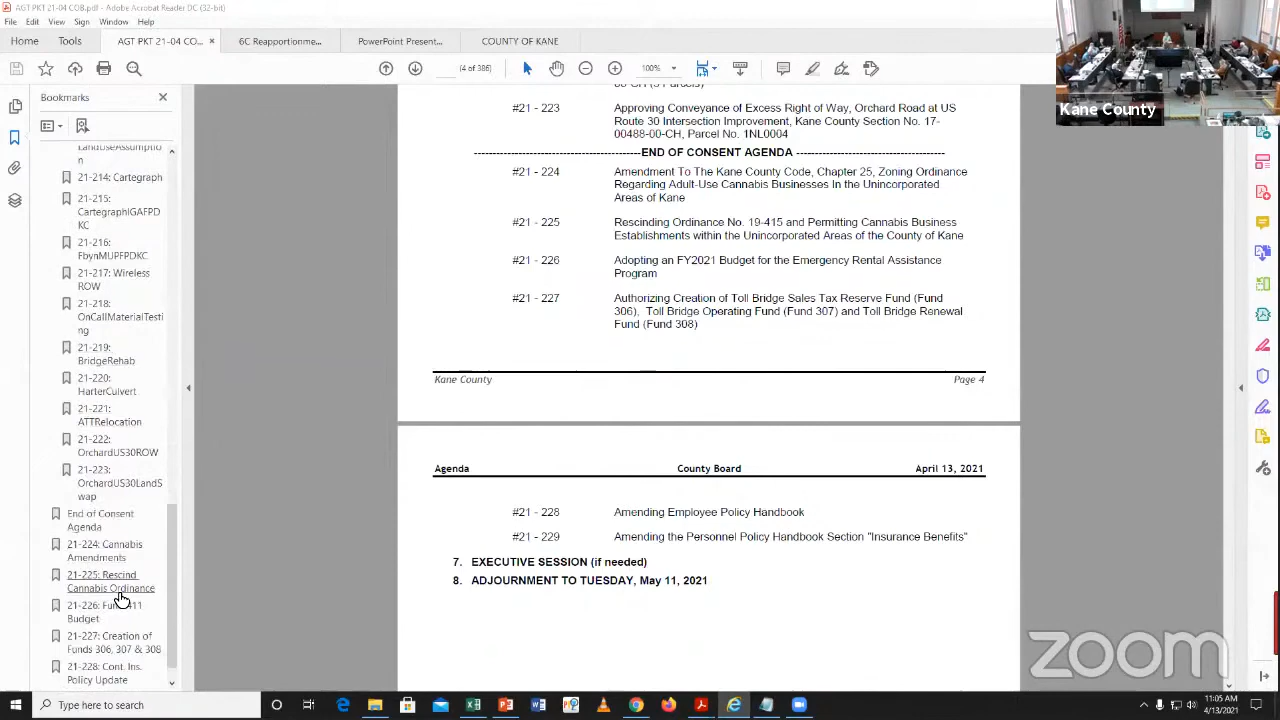 AGT PKT 21-04 COB.pdf - Adobe Acrobat Reader DC (32-bit)
File Edit View Sign Window Help
Home Tools AGT PKT 21-04 CO... × 6C Reapportionme... PowerPoint Present... COUNTY OF KANE
(4 of 386) 100%
Kane County
Bookmarks
LandUseAssumptio
n
21-214: Cartegraph
21-215:
CartegraphIGAFPD
KC
21-216:
FbynMUPFPDKC
21-217: Wireless
ROW
21-218:
OnCallMaterialTesti
ng
21-219:
BridgeRehab
21-220:
HarterCulvert
21-221:
ATTRelocation
21-222:
OrchardUS30ROW
21-223:
OrchardUS30LandS
wap
End of Consent
Agenda
21-224: Cannabis
Amendments
21-225: Rescind
Cannabis Ordinance
21-226: Fund 411
Budget
21-227: Creation of
Funds 306, 307 & 308
21-228: Cont. Ins.
Policy Update
#21 - 223 Approving Conveyance of Excess Right of Way, Orchard Road at US
Route 30 Intersection Improvement, Kane County Section No. 17-
00488-00-CH, Parcel No. 1NL0004
END OF CONSENT AGENDA
#21 - 224 Amendment To The Kane County Code, Chapter 25, Zoning Ordinance
Regarding Adult-Use Cannabis Businesses In the Unincorporated
Areas of Kane
#21 - 225 Rescinding Ordinance No. 19-415 and Permitting Cannabis Business
Establishments within the Unincorporated Areas of the County of Kane
#21 - 226 Adopting an FY2021 Budget for the Emergency Rental Assistance
Program
#21 - 227 Authorizing Creation of Toll Bridge Sales Tax Reserve Fund (Fund
306), Toll Bridge Operating Fund (Fund 307) and Toll Bridge Renewal
Fund (Fund 308)
Kane County Page 4
Agenda County Board April 13, 2021
#21 - 228 Amending Employee Policy Handbook
#21 - 229 Amending the Personnel Policy Handbook Section "Insurance Benefits"
7. EXECUTIVE SESSION (if needed)
8. ADJOURNMENT TO TUESDAY, May 11, 2021
zoom
Type here to search
11:05 AM
4/13/2021